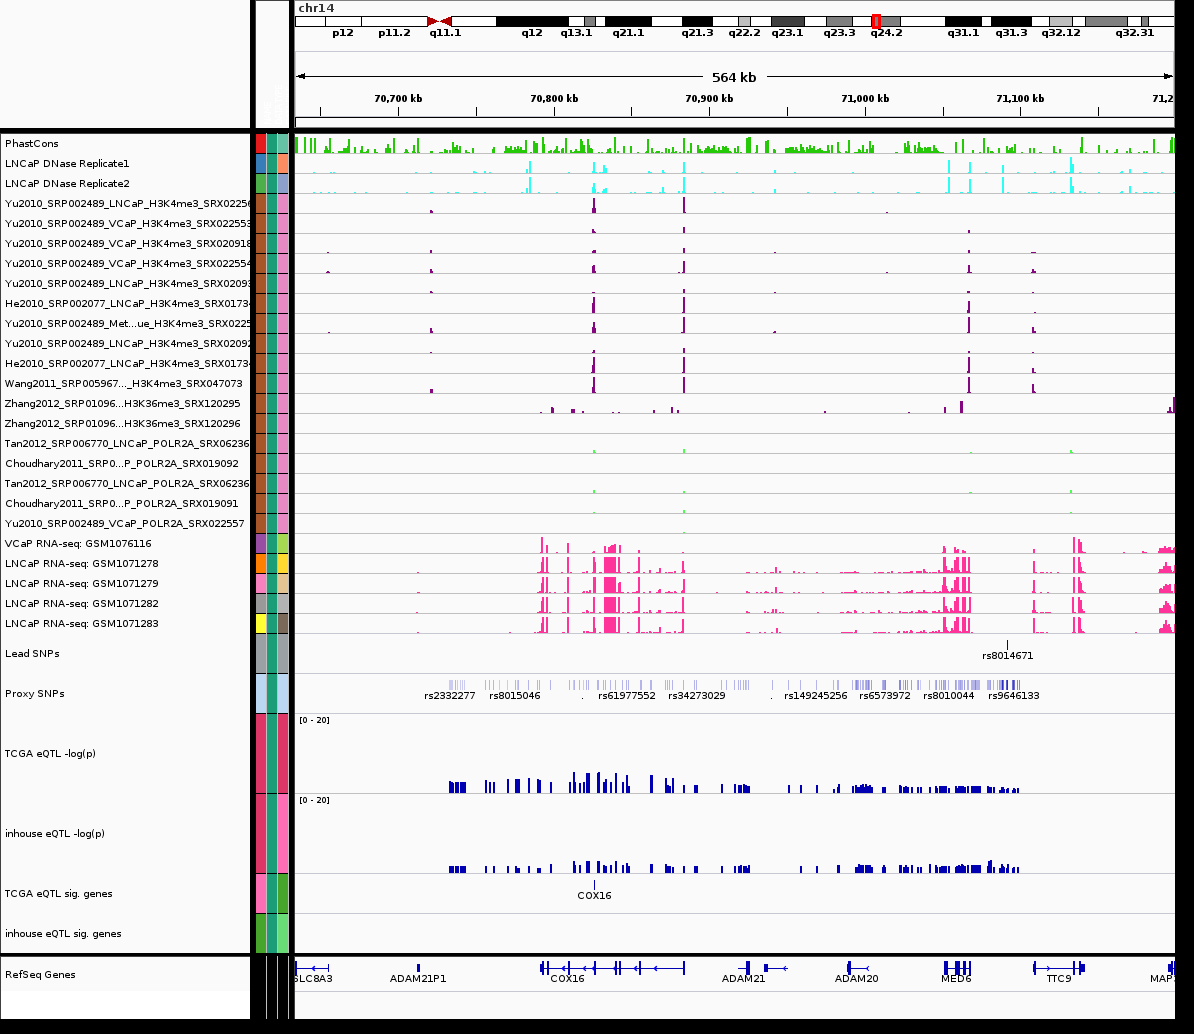 chr14
p12 p11.2 q11.1 q12 q13.1 q21.1 q21.3 q22.2 q23.1 q23.3 q24.2 q31.1 q31.3 q32.12 q32.31
564 kb
70,700 kb 70,800 kb 70,900 kb 71,000 kb 71,100 kb 71,2
PhastCons
LNCaP DNase Replicate1
LNCaP DNase Replicate2
Yu2010_SRP002489_LNCaP_H3K4me3_SRX0225
Yu2010_SRP002489_VCaP_H3K4me3_SRX022553
Yu2010_SRP002489_VCaP_H3K4me3_SRX020918
Yu2010_SRP002489_VCaP_H3K4me3_SRX022554
Yu2010_SRP002489_LNCaP_H3K4me3_SRX0209
He2010_SRP002077_LNCaP_H3K4me3_SRX0173
Yu2010_SRP002489_Met...ue_H3K4me3_SRX0225
Yu2010_SRP002489_LNCaP_H3K4me3_SRX0209
He2010_SRP002077_LNCaP_H3K4me3_SRX0173
Wang2011_SRP005967..._H3K4me3_SRX047073
Zhang2012_SRP01096...H3K36me3_SRX120295
Zhang2012_SRP01096...H3K36me3_SRX120296
Tan2012_SRP006770_LNCaP_POLR2A_SRX06236
Choudhary2011_SRP0...P_POLR2A_SRX019092
Tan2012_SRP006770_LNCaP_POLR2A_SRX06236
Choudhary2011_SRP0...P_POLR2A_SRX019091
Yu2010_SRP002489_VCaP_POLR2A_SRX022557
VCaP RNA-seq: GSM1076116
LNCaP RNA-seq: GSM1071278
LNCaP RNA-seq: GSM1071279
LNCaP RNA-seq: GSM1071282
LNCaP RNA-seq: GSM1071283
Lead SNPs rs8014671
Proxy SNPs rs2332277 rs8015046 . rs61977552 rs34273029 . rs149245256 rs6573972 rs8010044 rs9646133
[0 - 20]
TCGA eQTL -log(p)
[0 - 20]
inhouse eQTL -log(p)
TCGA eQTL sig. genes COX16
inhouse eQTL sig. genes
RefSeq Genes SLC8A3 ADAM21P1 COX16 ADAM21 ADAM20 MED6 TTC9 MAP